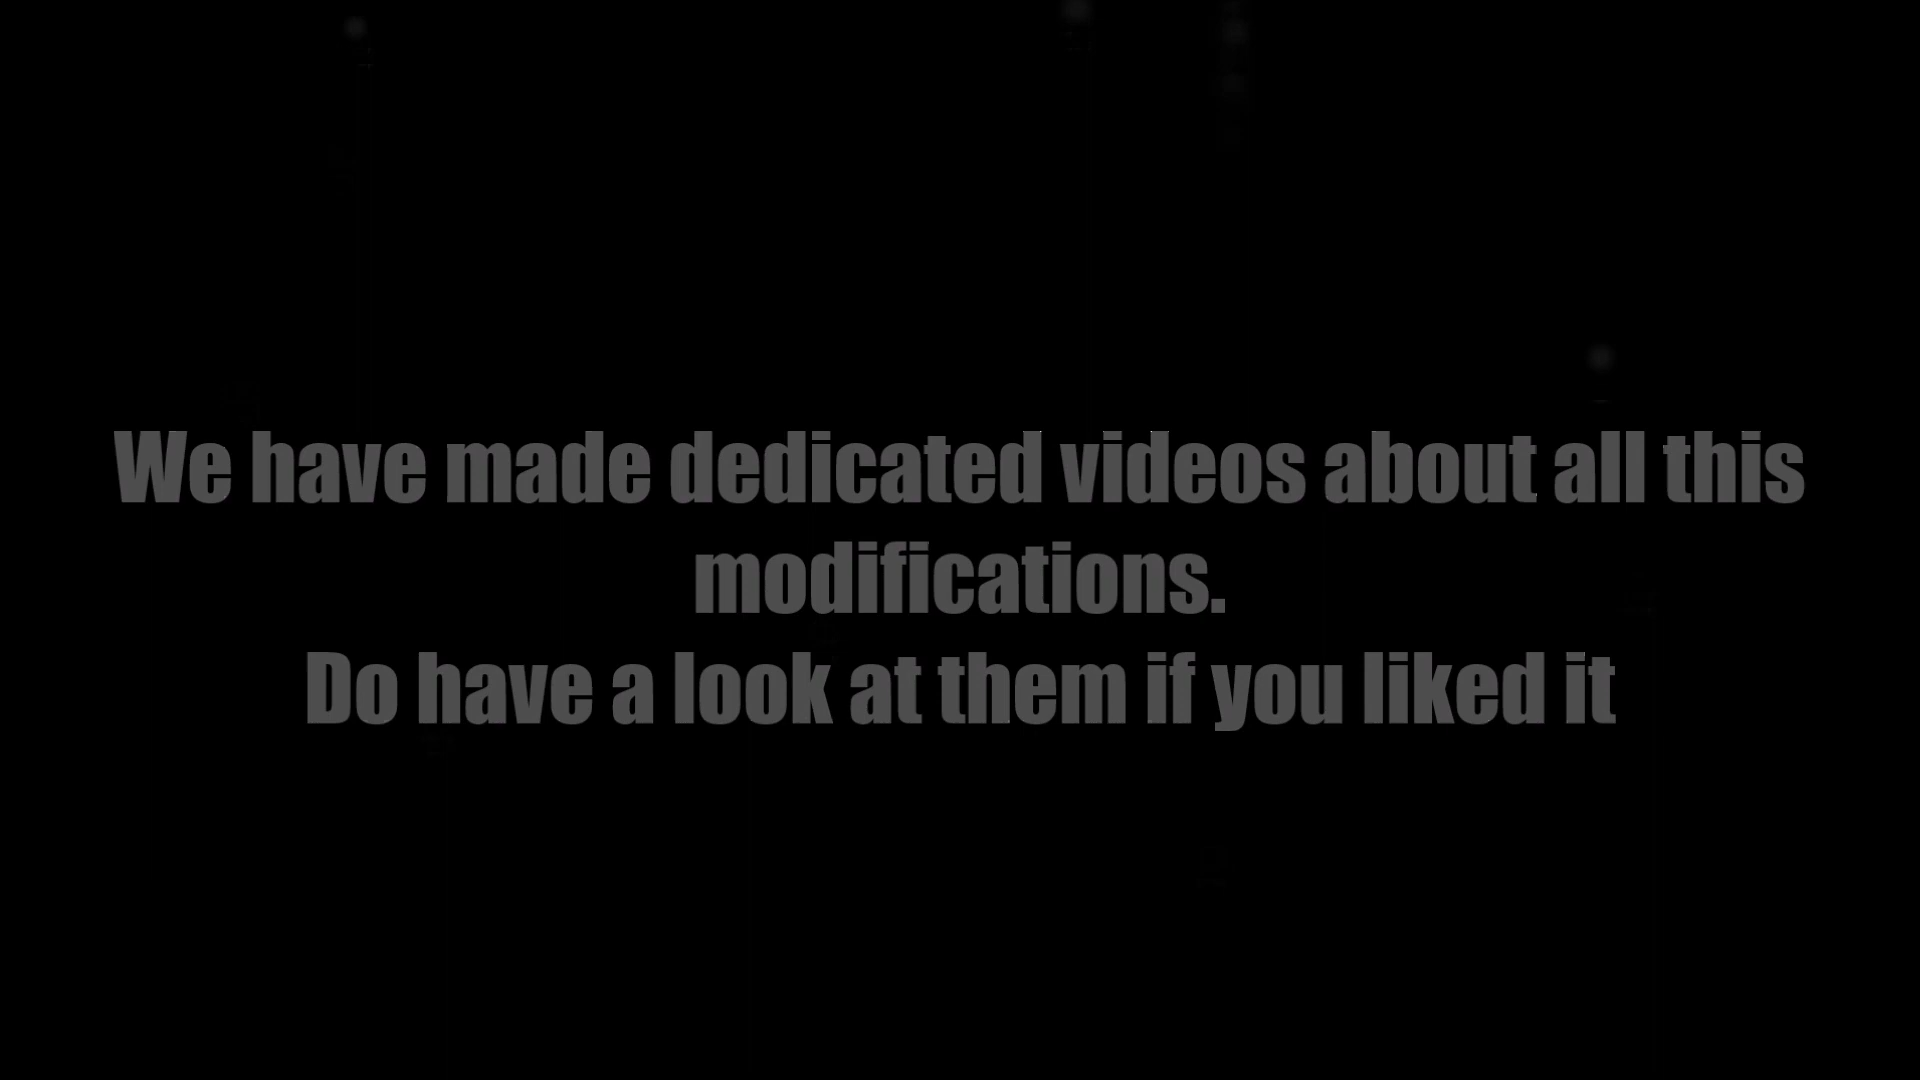 We have made dedicated videos about all this
modifications.
Do have a look at them if you liked it